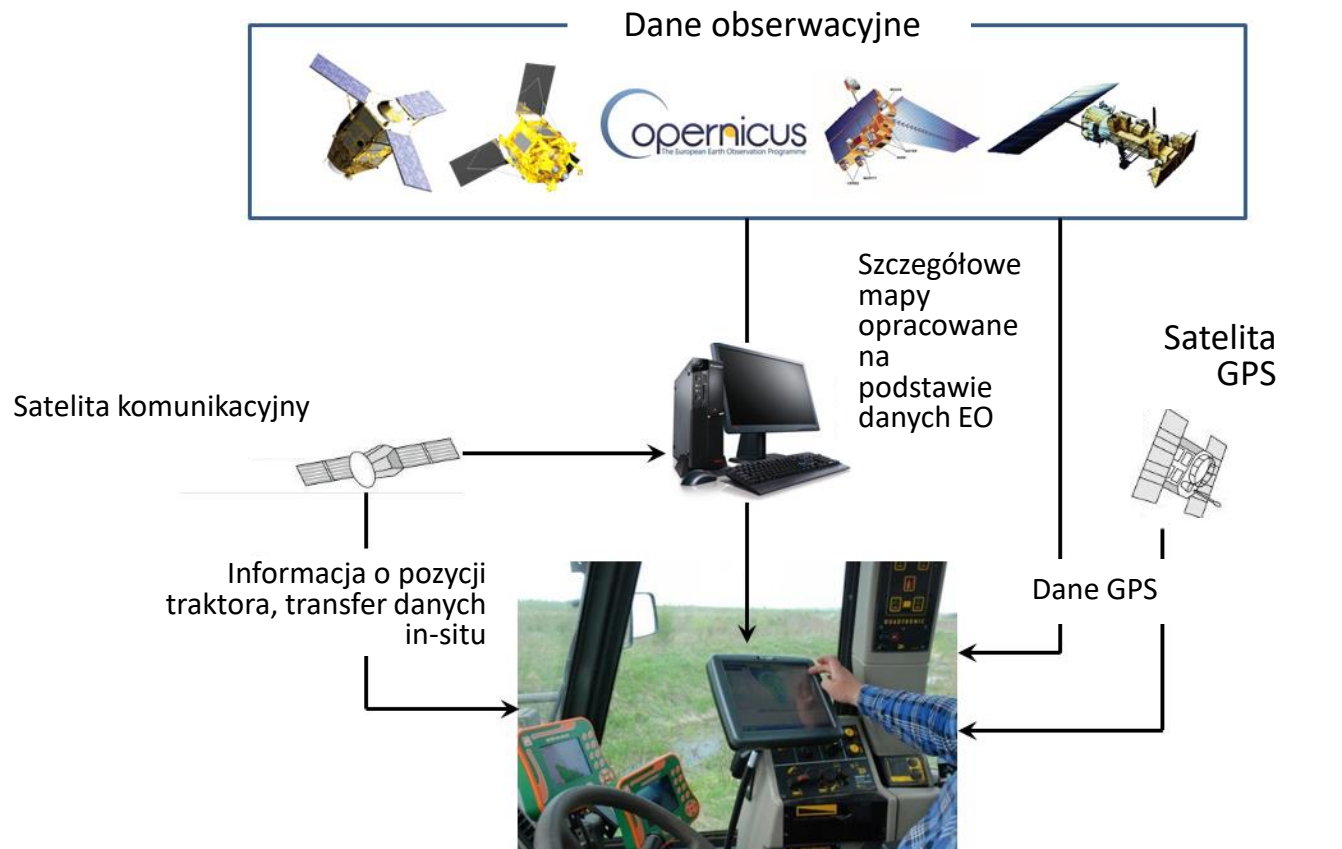 Dane obserwacyjne
opernicus
The European Earth Observation Programme
Szczegółowe
mapy
opracowane
na
podstawie
danych EO
Satelita
GPS
Satelita komunikacyjny
Informacja o pozycji
traktora, transfer danych
in-situ
Dane GPS